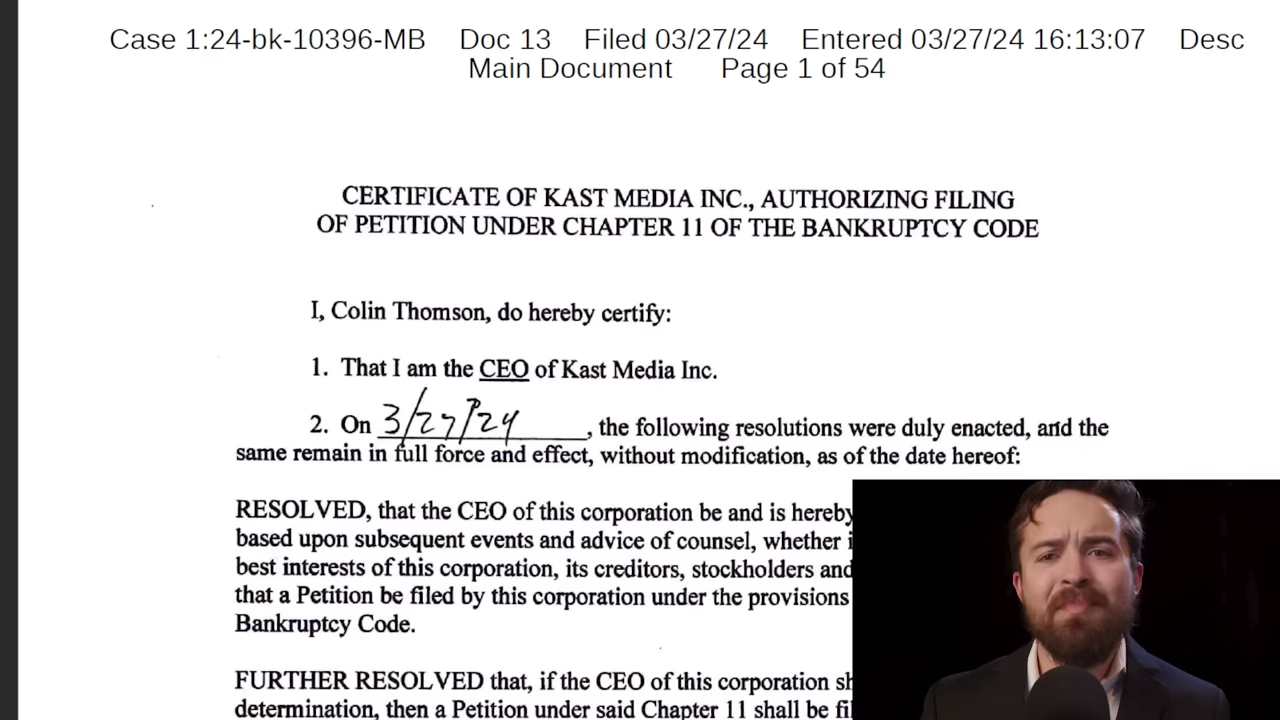 Case 1:24-bk-10396-MB Doc 13 Filed 03/27/24 Entered 03/27/24 16:13:07 Desc
Main Document Page 1 of 54
CERTIFICATE OF KAST MEDIA INC., AUTHORIZING FILING
OF PETITION UNDER CHAPTER 11 OF THE BANKRUPTCY CODE
I, Colin Thomson, do hereby certify:
1. That I am the CEO of Kast Media Inc.
2. On 3/27/24, the following resolutions were duly enacted, and the
same remain in full force and effect, without modification, as of the date hereof:
RESOLVED, that the CEO of this corporation be and is hereby
based upon subsequent events and advice of counsel, whether
best interests of this corporation, its creditors, stockholders and
that a Petition be filed by this corporation under the provisions
Bankruptcy Code.
FURTHER RESOLVED that, if the CEO of this corporation
determination, then a Petition under said Chapter 11 shall be